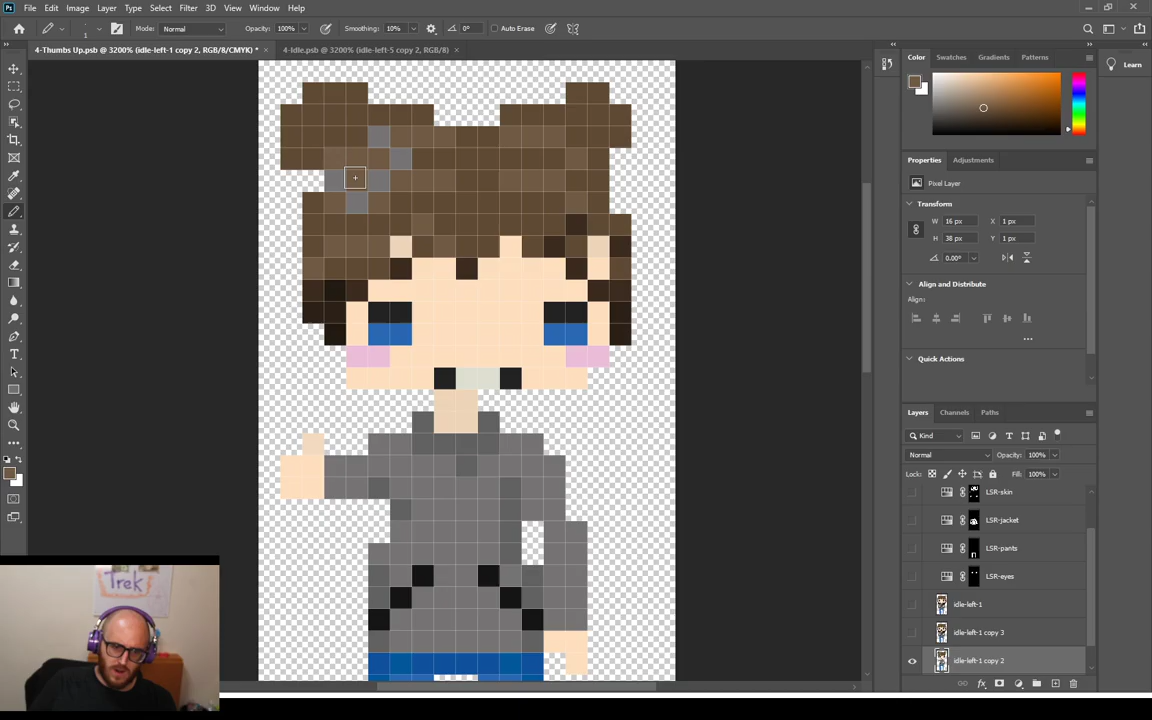 File Edit Image Layer Type Select Filter 3D View Window Help
1 Mode: Normal Opacity: 100% Smoothing: 10% 0° Auto Erase
4-Thumbs Up.psb @ 3200% (idle-left-1 copy 2, RGB/8/CMYK) * × 4-Idle.psb @ 3200% (idle-left-5 copy 2, RGB/8) ×
Color Swatches Gradients Patterns
Learn
Properties Adjustments
Pixel Layer
Transform
W 16 px X 1 px
H 38 px Y 1 px
0.00°
Align and Distribute
Align:
Quick Actions
Layers Channels Paths
Kind
Normal Opacity: 100%
Lock: Fill: 100%
LSR-skin
LSR-jacket
LSR-pants
LSR-eyes
idle-left-1
idle-left-1 copy 3
idle-left-1 copy 2
fx
Trek